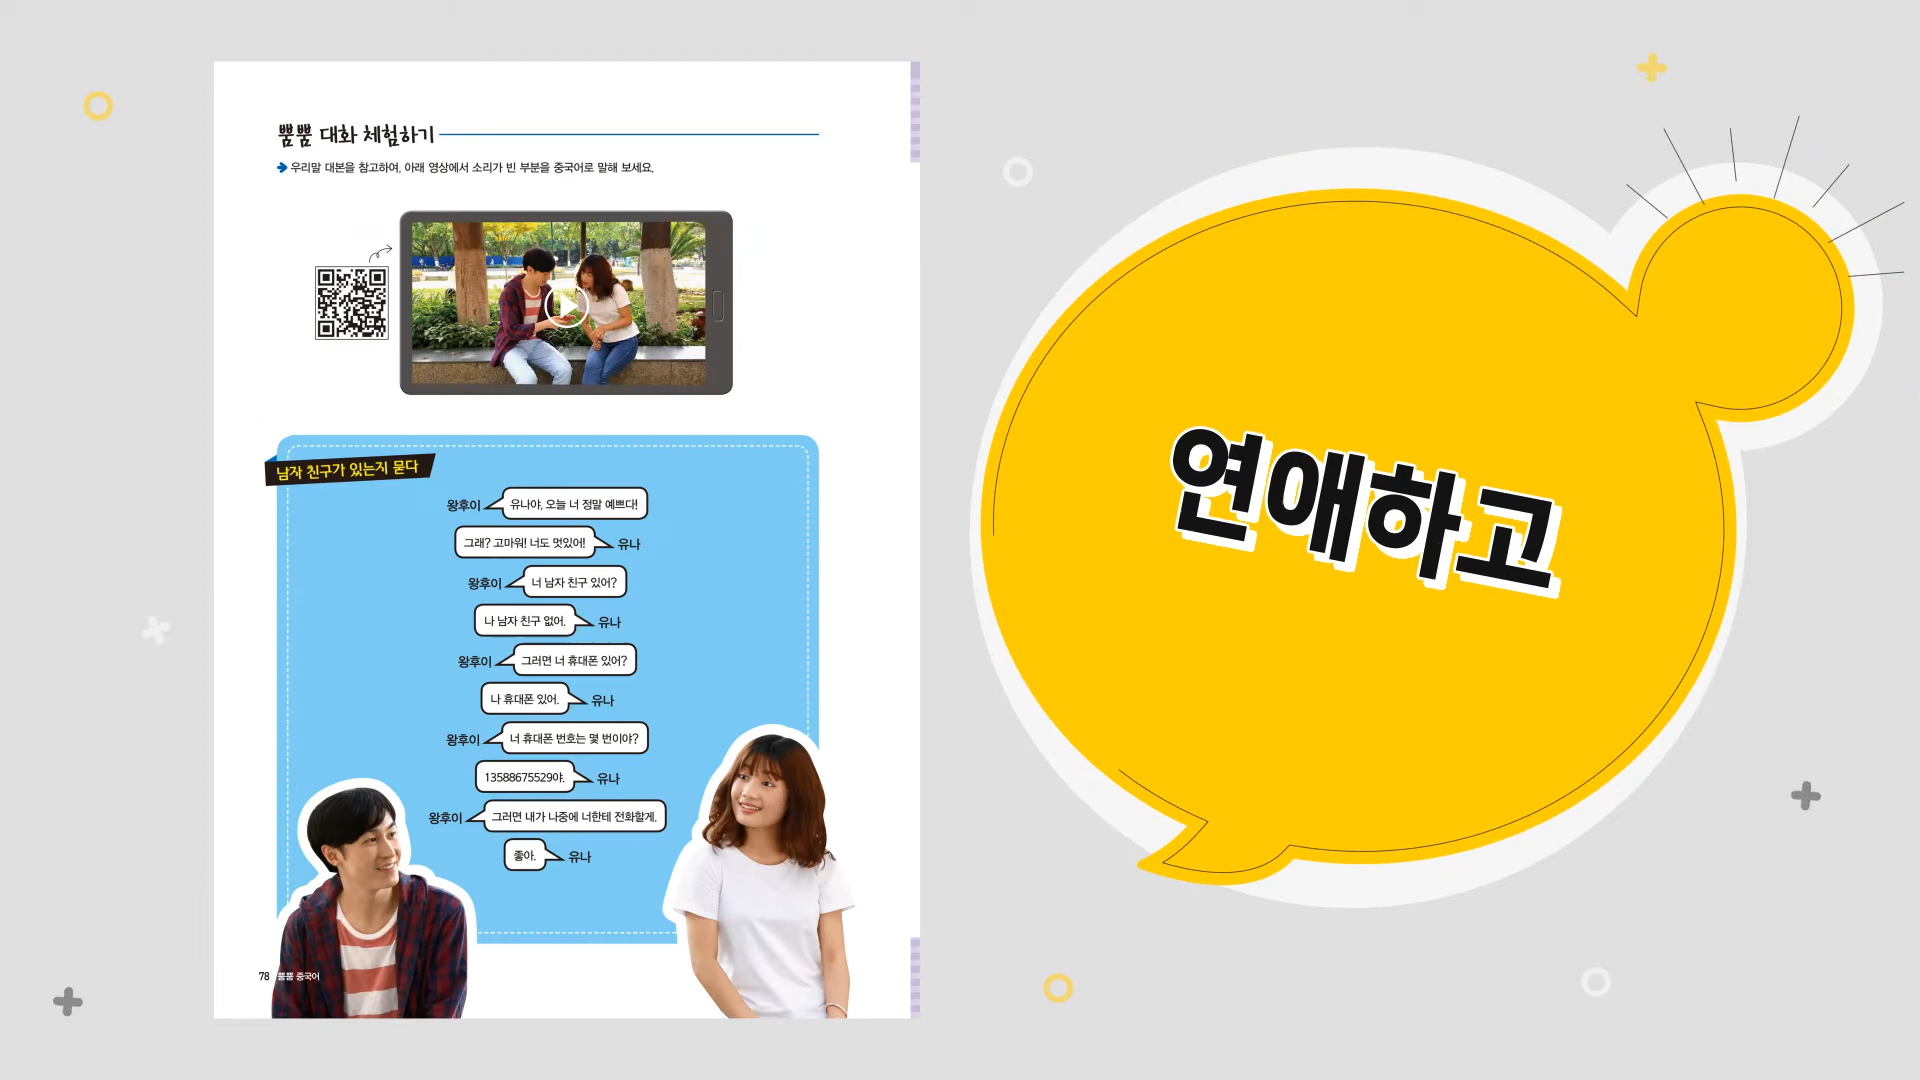 뿜뿜 대화 체험하기
우리말 대본을 참고하여, 아래 영상에서 소리가 빈 부분을 중국어로 말해 보세요.
남자 친구가 있는지 묻다
왕후이 유나야, 오늘 너 정말 예쁘다!
그래? 고마워! 너도 멋있어! 유나
왕후이 너 남자 친구 있어?
나 남자 친구 없어. 유나
왕후이 그러면 너 휴대폰 있어?
나 휴대폰 있어. 유나
왕후이 너 휴대폰 번호는 몇 번이야?
13588675529야. 유나
왕후이 그러면 내가 나중에 너한테 전화할게.
좋아. 유나
78 뿜뿜 중국어
연애하고